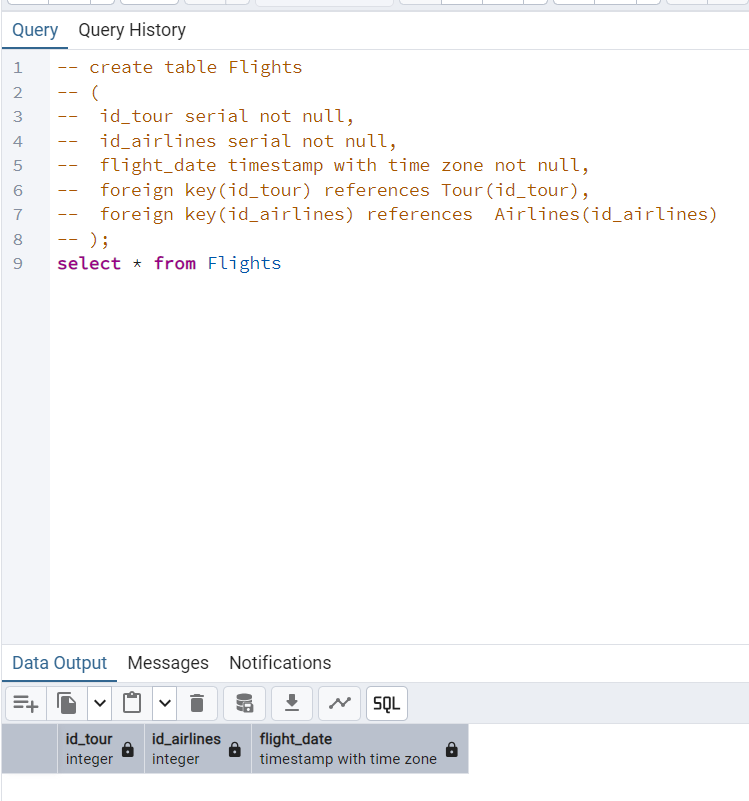 Query Query History
1 -- create table Flights
2 -- (
3 --  id_tour serial not null,
4 --  id_airlines serial not null,
5 --  flight_date timestamp with time zone not null,
6 --  foreign key(id_tour) references Tour(id_tour),
7 --  foreign key(id_airlines) references  Airlines(id_airlines)
8 -- );
9 select * from Flights
Data Output Messages Notifications
SQL
id_tour id_airlines flight_date
integer integer timestamp with time zone